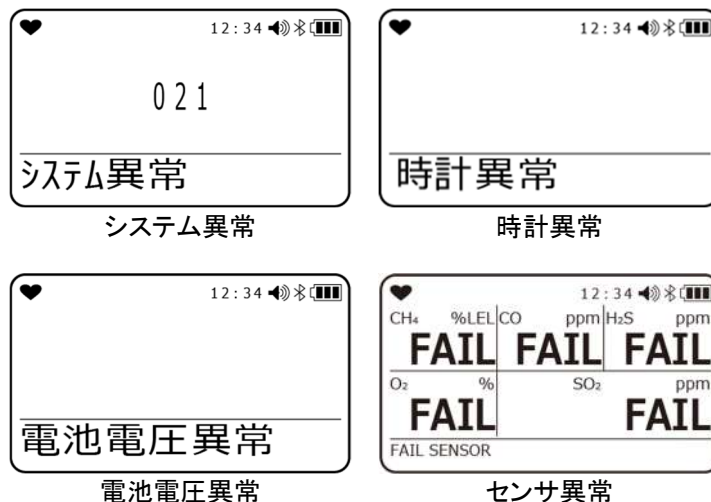 12:34
021
システム異常
システム異常
12:34
時計異常
時計異常
12:34
電池電圧異常
電池電圧異常
12:34
CH₄ %LEL CO ppm H₂S ppm
FAIL FAIL FAIL
O₂ % SO₂ ppm
FAIL FAIL
FAIL SENSOR
センサ異常